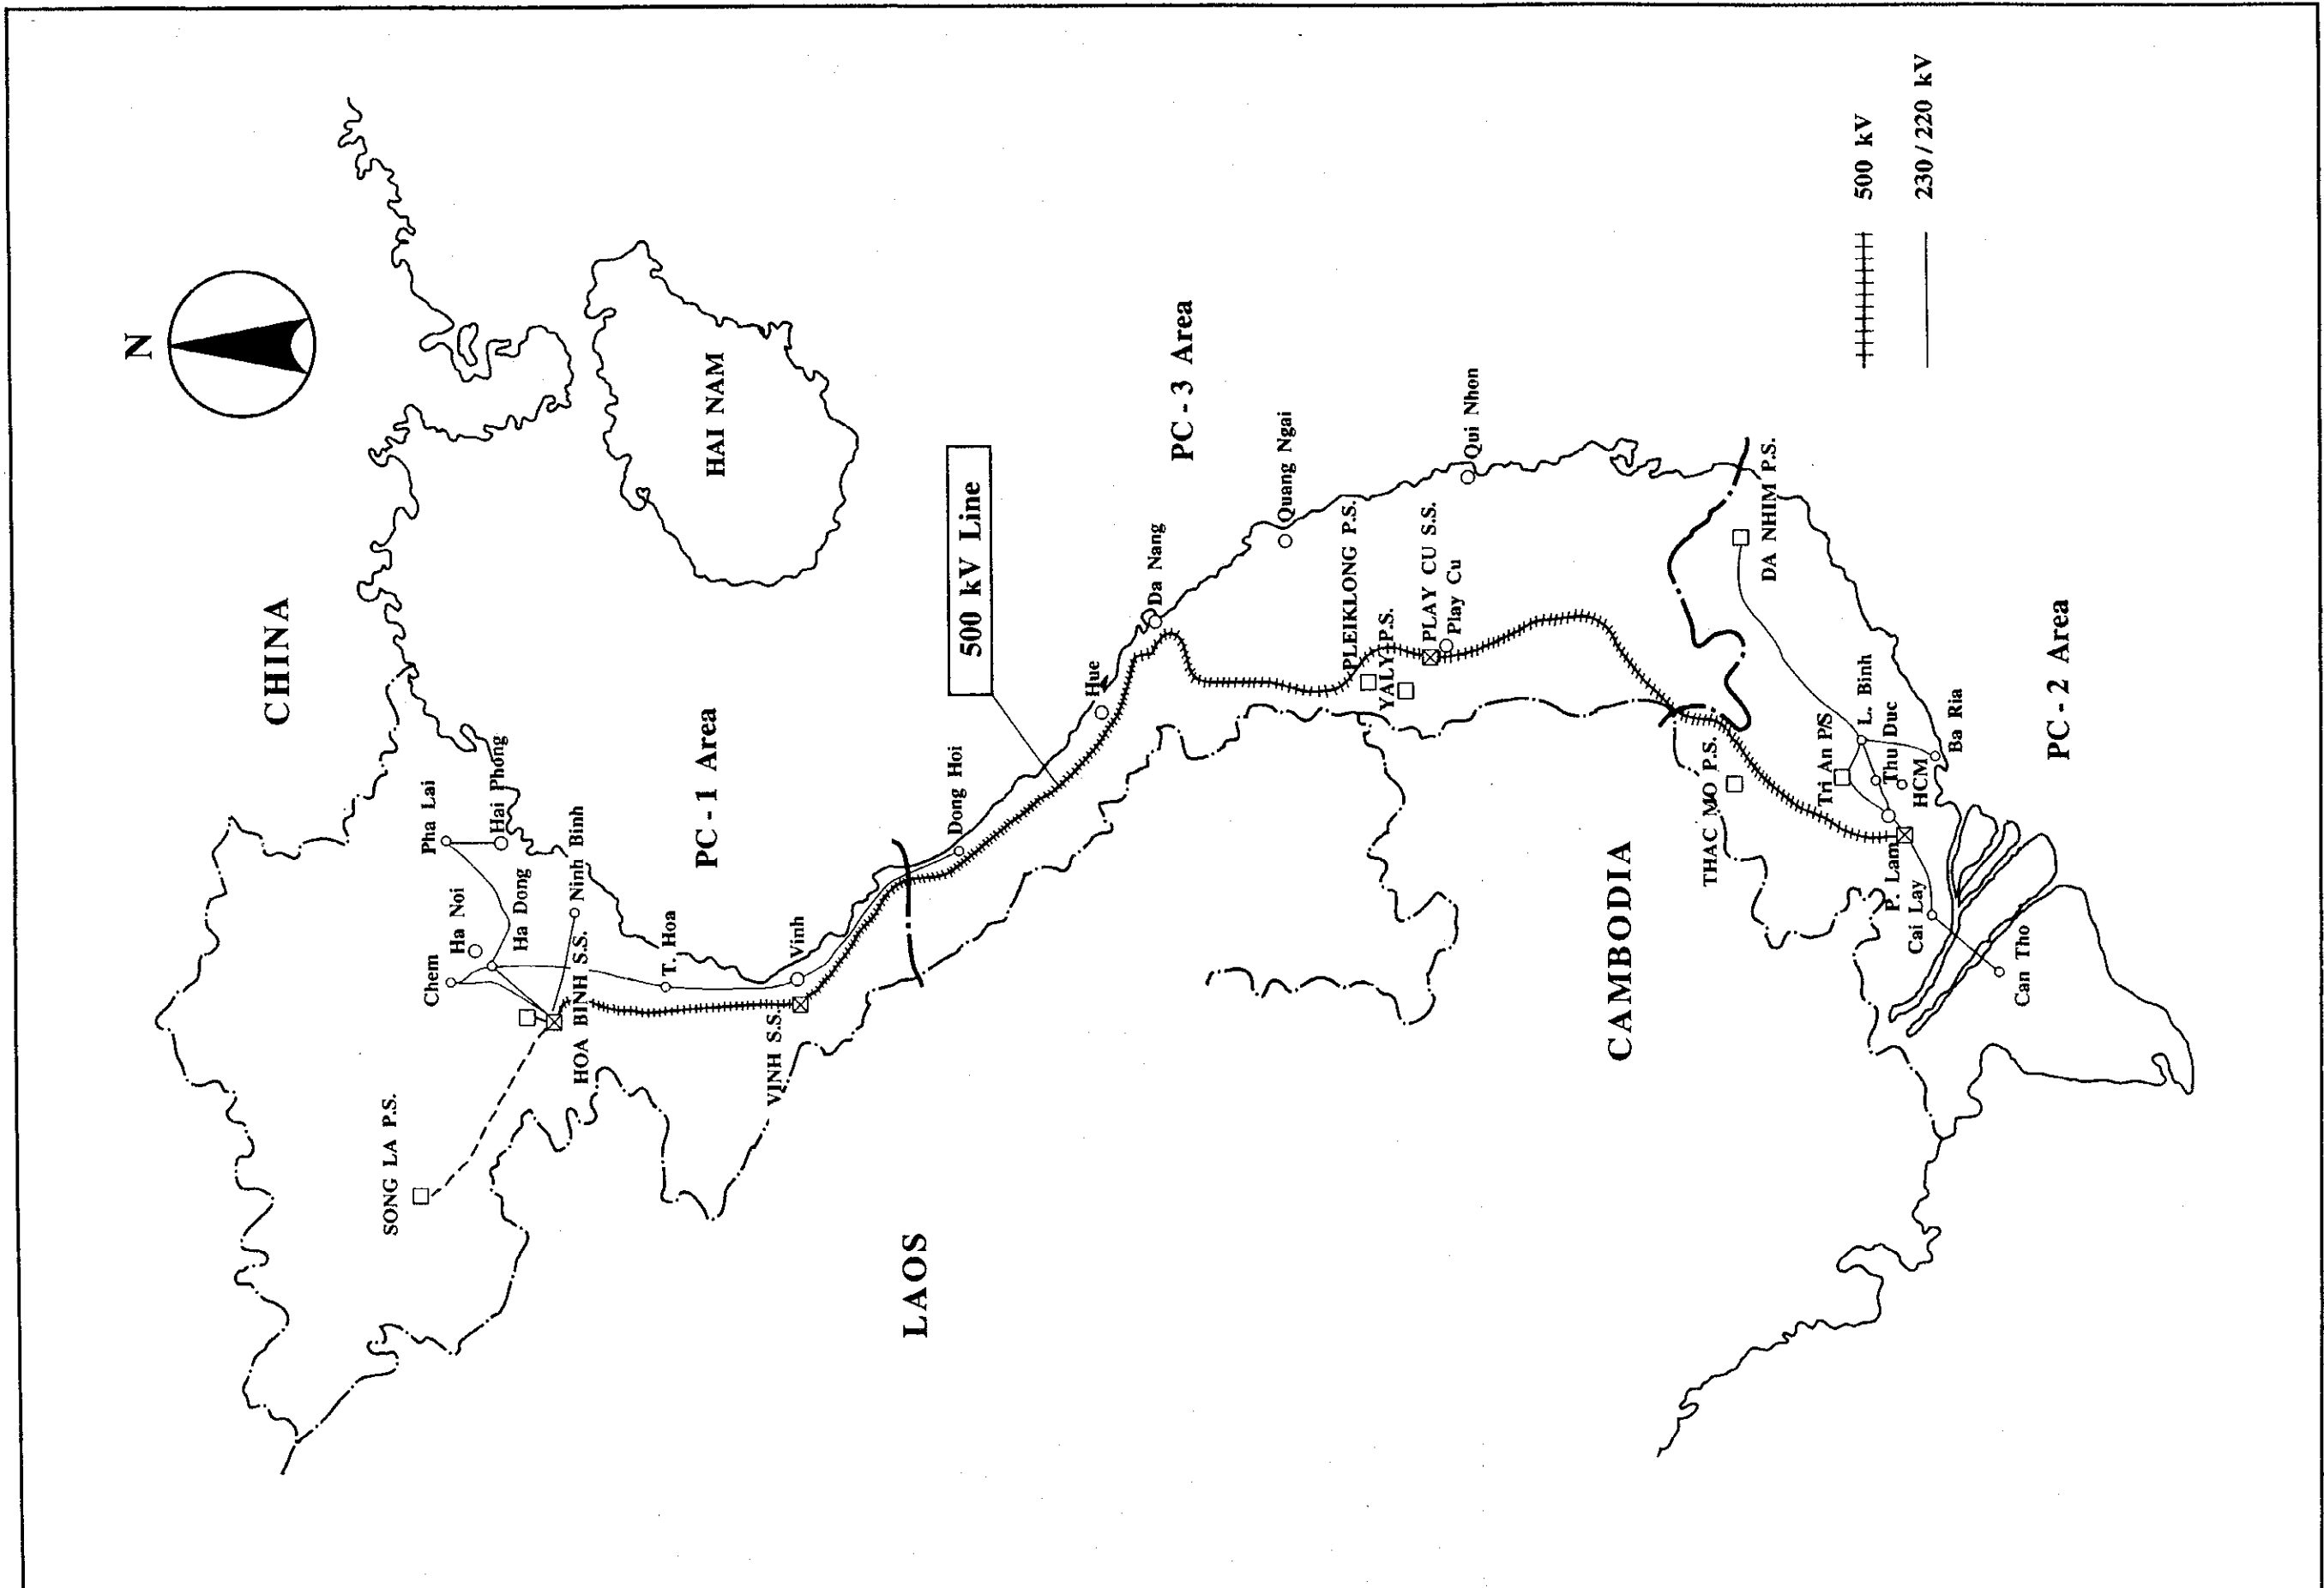 N
CHINA
HAI NAM
Pha Lai
Hai Phong
Chem
Ha Noi
Ha Dong
Ninh Binh
SONG LA P.S.
HOA BINH S.S.
T. Hoa
PC - 1 Area
VINH S.S.
Vinh
LAOS
Dong Hoi
500 kV Line
Hue
Da Nang
PC - 3 Area
Quang Ngai
PLEIKLONG P.S.
YALY P.S.
PLAY CU S.S.
Play Cu
Qui Nhon
CAMBODIA
THAC MO P.S.
DA NHIM P.S.
Tri An P/S
L. Binh
Thu Duc
HCM
P. Lam
Cai Lay
Ba Ria
Can Tho
PC - 2 Area
500 kV
230 / 220 kV